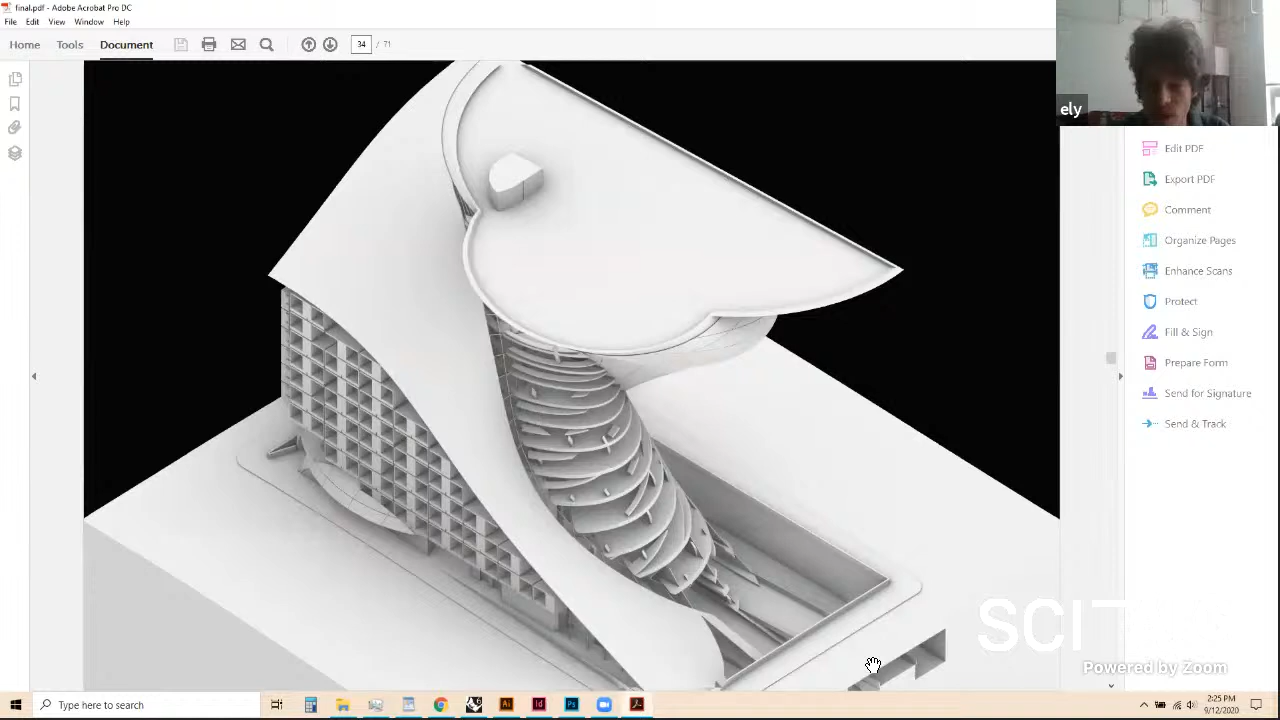 final.pdf - Adobe Acrobat Pro DC
File Edit View Window Help
Home Tools Document 34 / 71
ely
Edit PDF
Export PDF
Comment
Organize Pages
Enhance Scans
Protect
Fill & Sign
Prepare Form
Send for Signature
Send & Track
Powered by Zoom
Type here to search
2:25 PM
9/12/2020